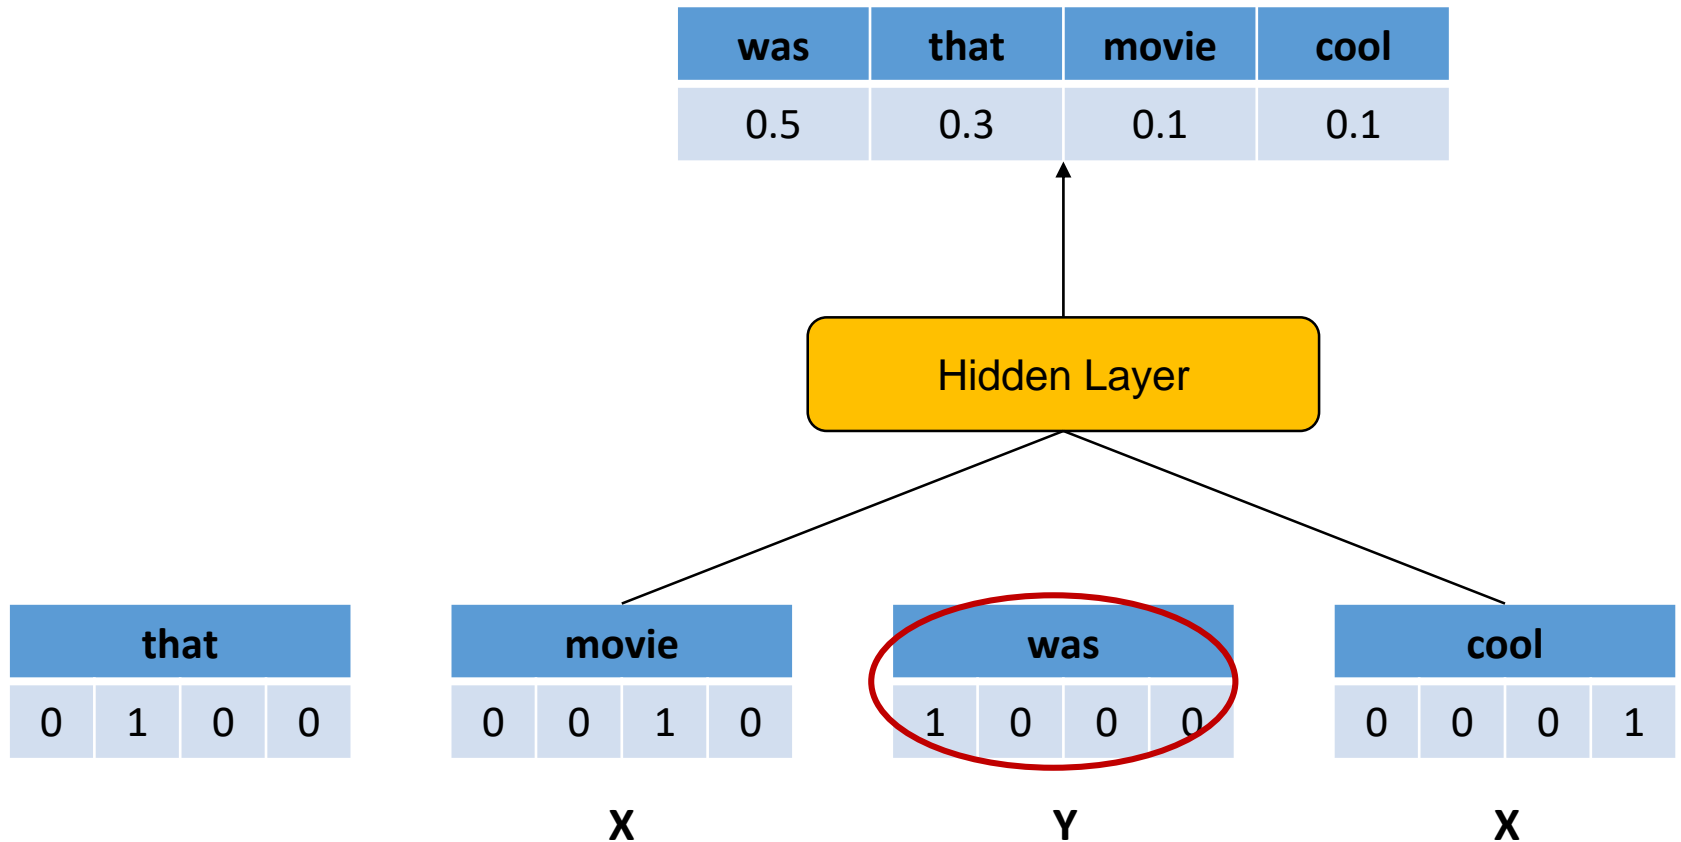 was that movie cool
0.5 0.3 0.1 0.1
Hidden Layer
that movie was cool
0 1 0 0 0 0 1 0 1 0 0 0 0 0 0 1
X Y X